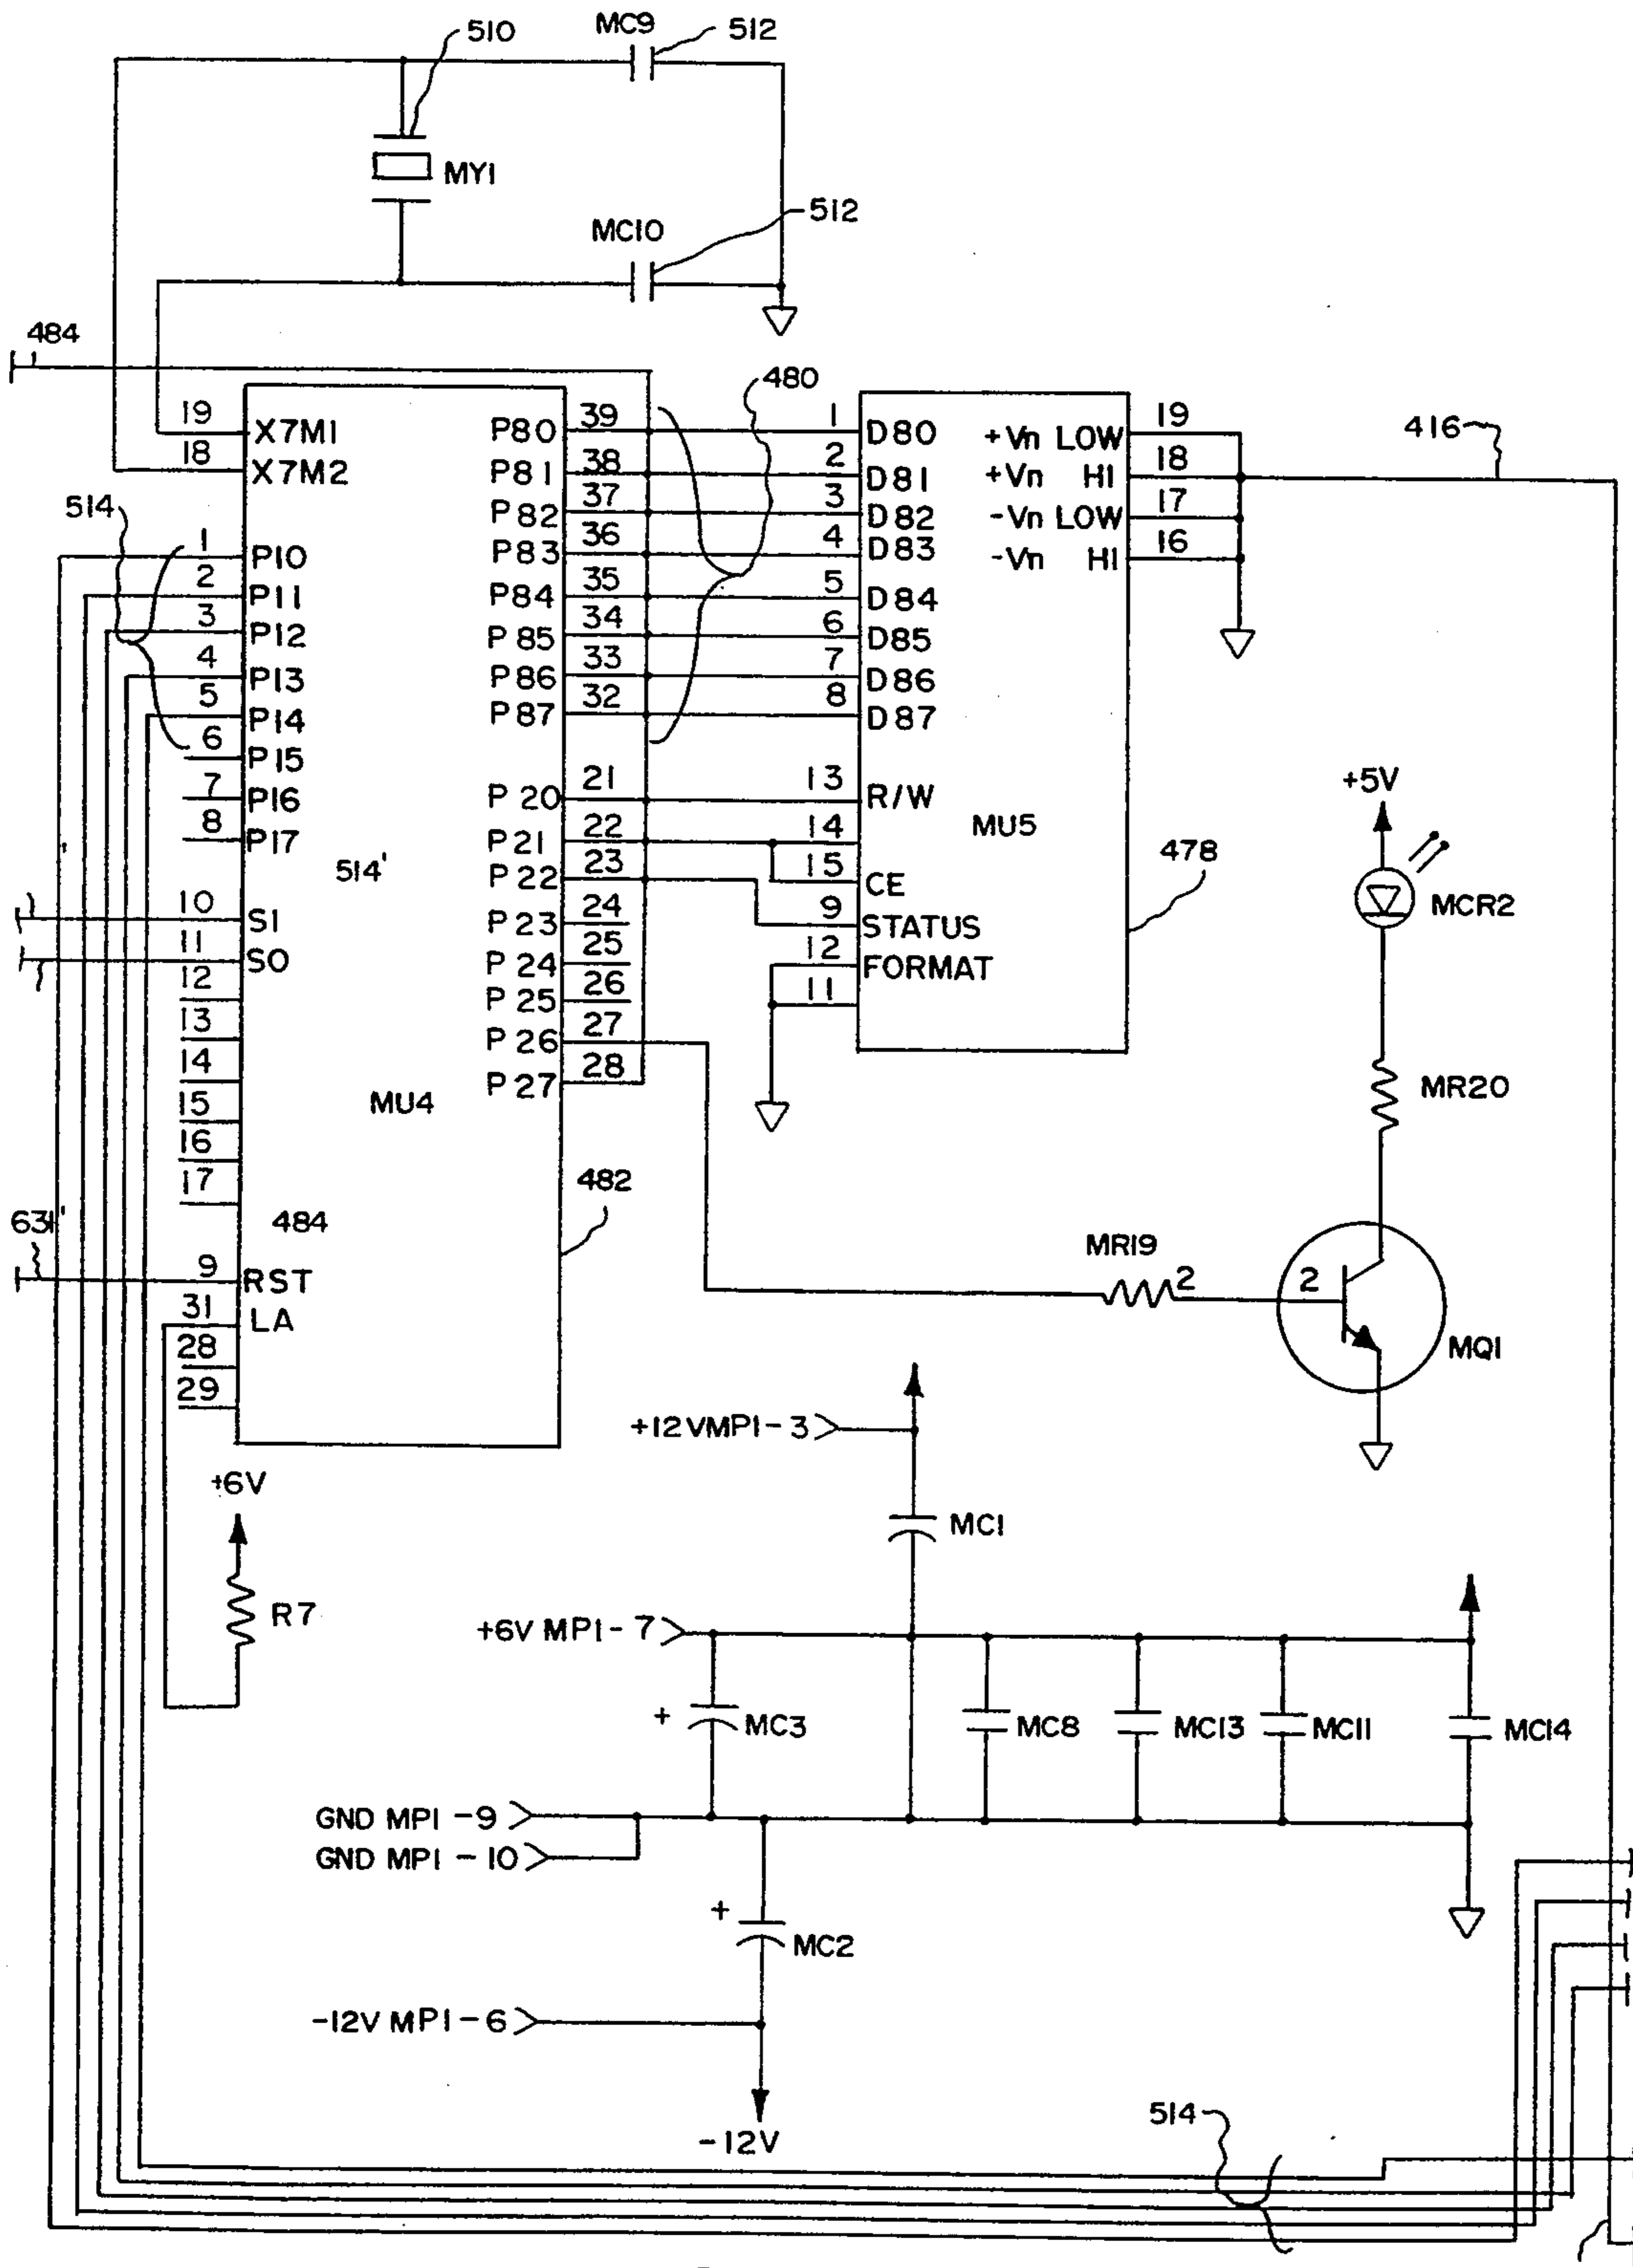 510
MC9
512
MY1
MC10
512
484
480
19
X7M1
18
X7M2
514
1
P10
2
P11
3
P12
4
P13
5
P14
6
P15
7
P16
8
P17
514'
10
S1
11
S0
12
13
14
15
16
17
MU4
484
631'
9
RST
31
LA
28
29
482
P80
39
P81
38
P82
37
P83
36
P84
35
P85
34
P86
33
P87
32
P 20
21
P21
22
P 22
23
P 23
24
P 24
25
P 25
26
P 26
27
P 27
28
1
D80
2
D81
3
D82
4
D83
5
D84
6
D85
7
D86
8
D87
13
R/W
14
15
CE
9
STATUS
12
FORMAT
11
MU5
478
+Vn LOW
19
+Vn HI
18
-Vn LOW
17
-Vn HI
16
416
+5V
MCR2
MR20
MR19
2
2
MQ1
+6V
R7
+12VMP1-3
MC1
+6V MP1-7
+
MC3
MC8
MC13
MC11
MC14
GND MP1-9
GND MP1-10
+
MC2
-12V MP1-6
-12V
514